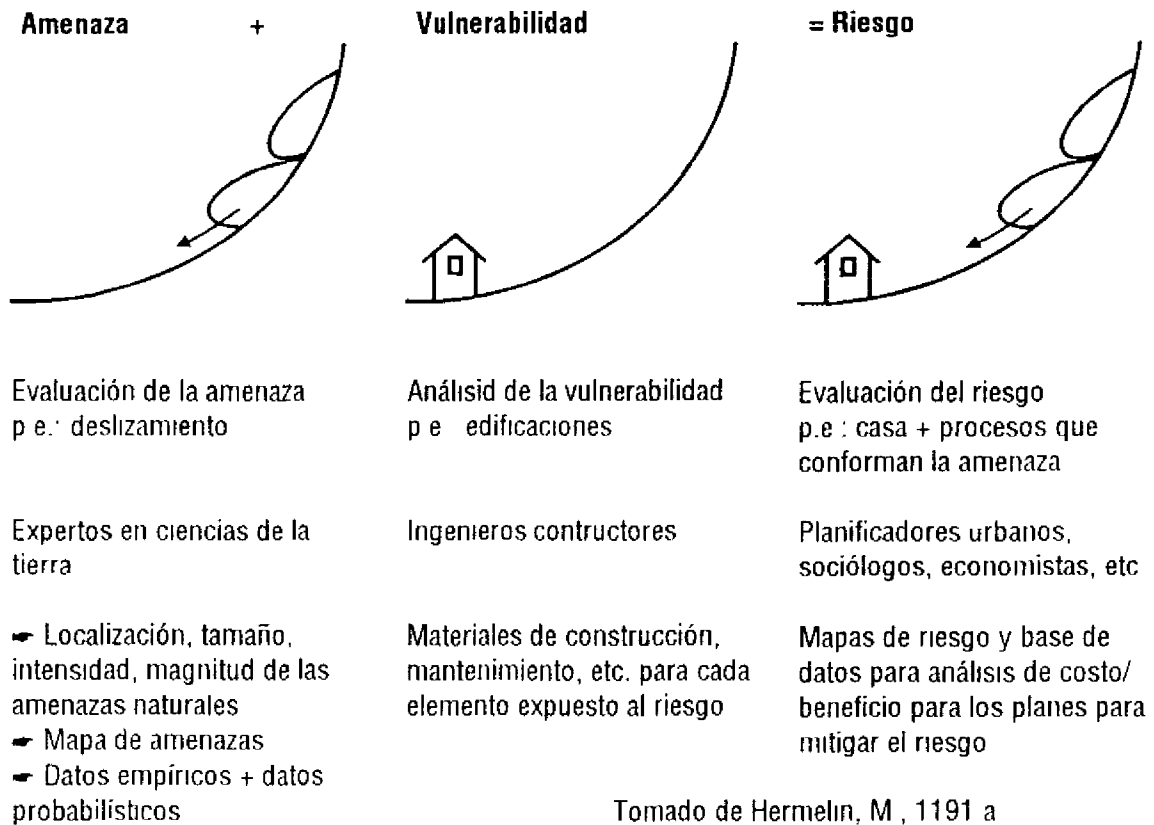 Amenaza + Vulnerabilidad = Riesgo
Evaluación de la amenaza
p e.· deslizamiento
Análisid de la vulnerabilidad
p e edificaciones
Evaluación del riesgo
p.e : casa + procesos que
conforman la amenaza
Expertos en ciencias de la
tierra
Ingenieros contructores
Planificadores urbanos,
sociólogos, economistas, etc
☛ Localización, tamaño,
intensidad, magnitud de las
amenazas naturales
☛ Mapa de amenazas
☛ Datos empíricos + datos
probabilísticos
Materiales de construcción,
mantenimiento, etc. para cada
elemento expuesto al riesgo
Mapas de riesgo y base de
datos para análisis de costo/
beneficio para los planes para
mitigar el riesgo
Tomado de Hermelin, M , 1191 a